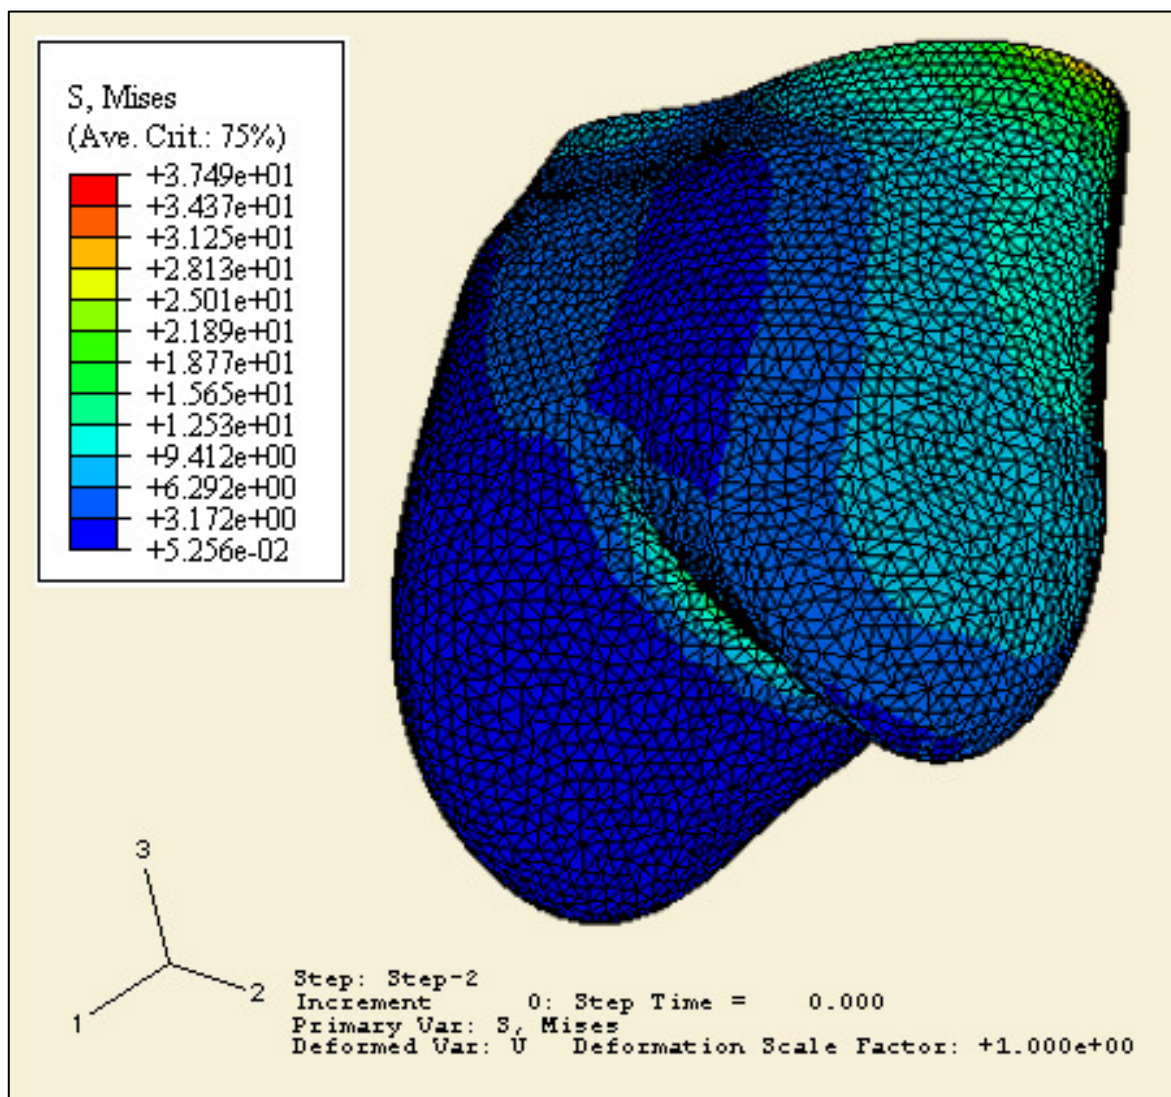 S, Mises
(Ave. Crit.: 75%)
+3.749e+01
+3.437e+01
+3.125e+01
+2.813e+01
+2.501e+01
+2.189e+01
+1.877e+01
+1.565e+01
+1.253e+01
+9.412e+00
+6.292e+00
+3.172e+00
+5.256e-02
3
2
1
Step: Step-2
Increment 0: Step Time = 0.000
Primary Var: S, Mises
Deformed Var: U Deformation Scale Factor: +1.000e+00